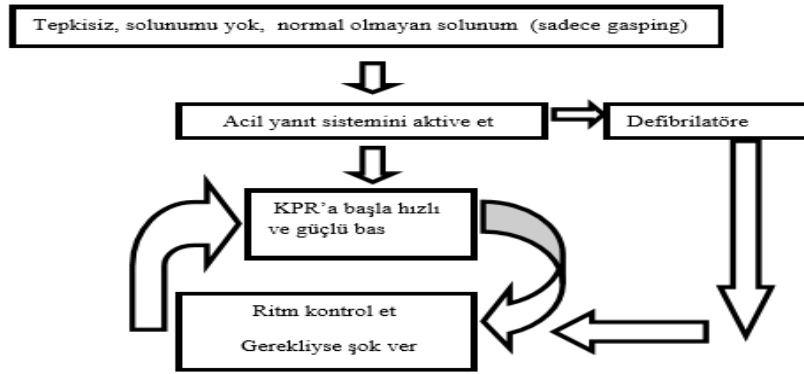 Tepkisiz, solunumu yok, normal olmayan solunum (sadece gasping)
Acil yanıt sistemini aktive et
Defibrilatöre
KPR’a başla hızlı
ve güçlü bas
Ritm kontrol et
Gerekliyse şok ver